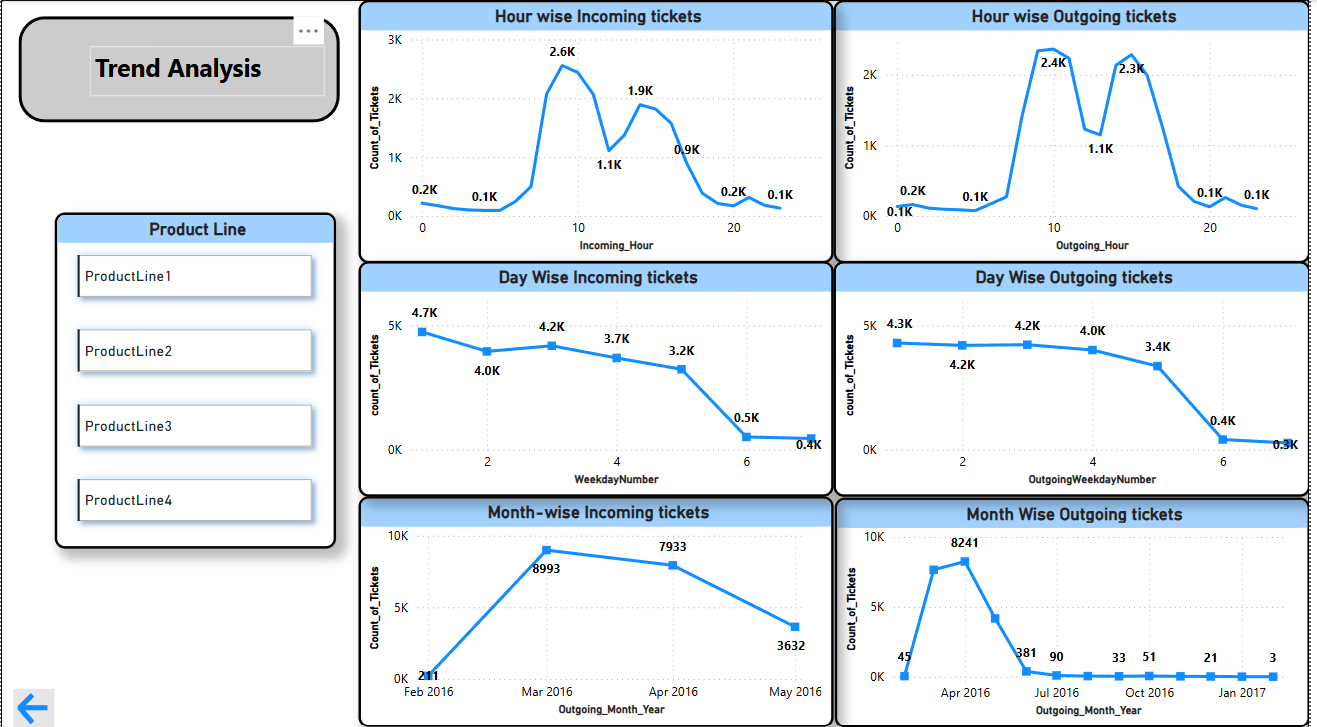 Trend Analysis
Product Line
ProductLine1
ProductLine2
ProductLine3
ProductLine4
Hour wise Incoming tickets
Count_of_Tickets
3K
2K
1K
0K
0.2K
0.1K
2.6K
1.1K
1.9K
0.9K
0.2K
0.1K
0 10 20
Incoming_Hour
Hour wise Outgoing tickets
Count_of_Tickets
2K
1K
0K
0.1K
0.2K
0.1K
2.4K
1.1K
2.3K
0.1K
0.1K
0 10 20
Outgoing_Hour
Day Wise Incoming tickets
count_of_Tickets
5K
0K
4.7K
4.0K
4.2K
3.7K
3.2K
0.5K
0.4K
2 4 6
WeekdayNumber
Day Wise Outgoing tickets
count_of_Tickets
5K
0K
4.3K
4.2K
4.2K
4.0K
3.4K
0.4K
0.3K
2 4 6
OutgoingWeekdayNumber
Month-wise Incoming tickets
Count_of_Tickets
10K
5K
0K
211
8993
7933
3632
Feb 2016 Mar 2016 Apr 2016 May 2016
Outgoing_Month_Year
Month Wise Outgoing tickets
Count_of_Tickets
10K
5K
0K
45
8241
381
90
33
51
21
3
Apr 2016 Jul 2016 Oct 2016 Jan 2017
Outgoing_Month_Year